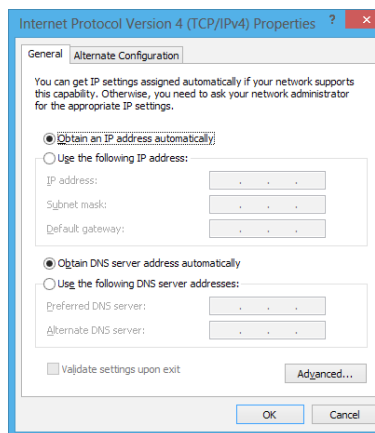 Internet Protocol Version 4 (TCP/IPv4) Properties ? ×
General Alternate Configuration
You can get IP settings assigned automatically if your network supports
this capability. Otherwise, you need to ask your network administrator
for the appropriate IP settings.
Obtain an IP address automatically
Use the following IP address:
IP address: . . .
Subnet mask: . . .
Default gateway: . . .
Obtain DNS server address automatically
Use the following DNS server addresses:
Preferred DNS server: . . .
Alternate DNS server: . . .
Validate settings upon exit
Advanced...
OK Cancel